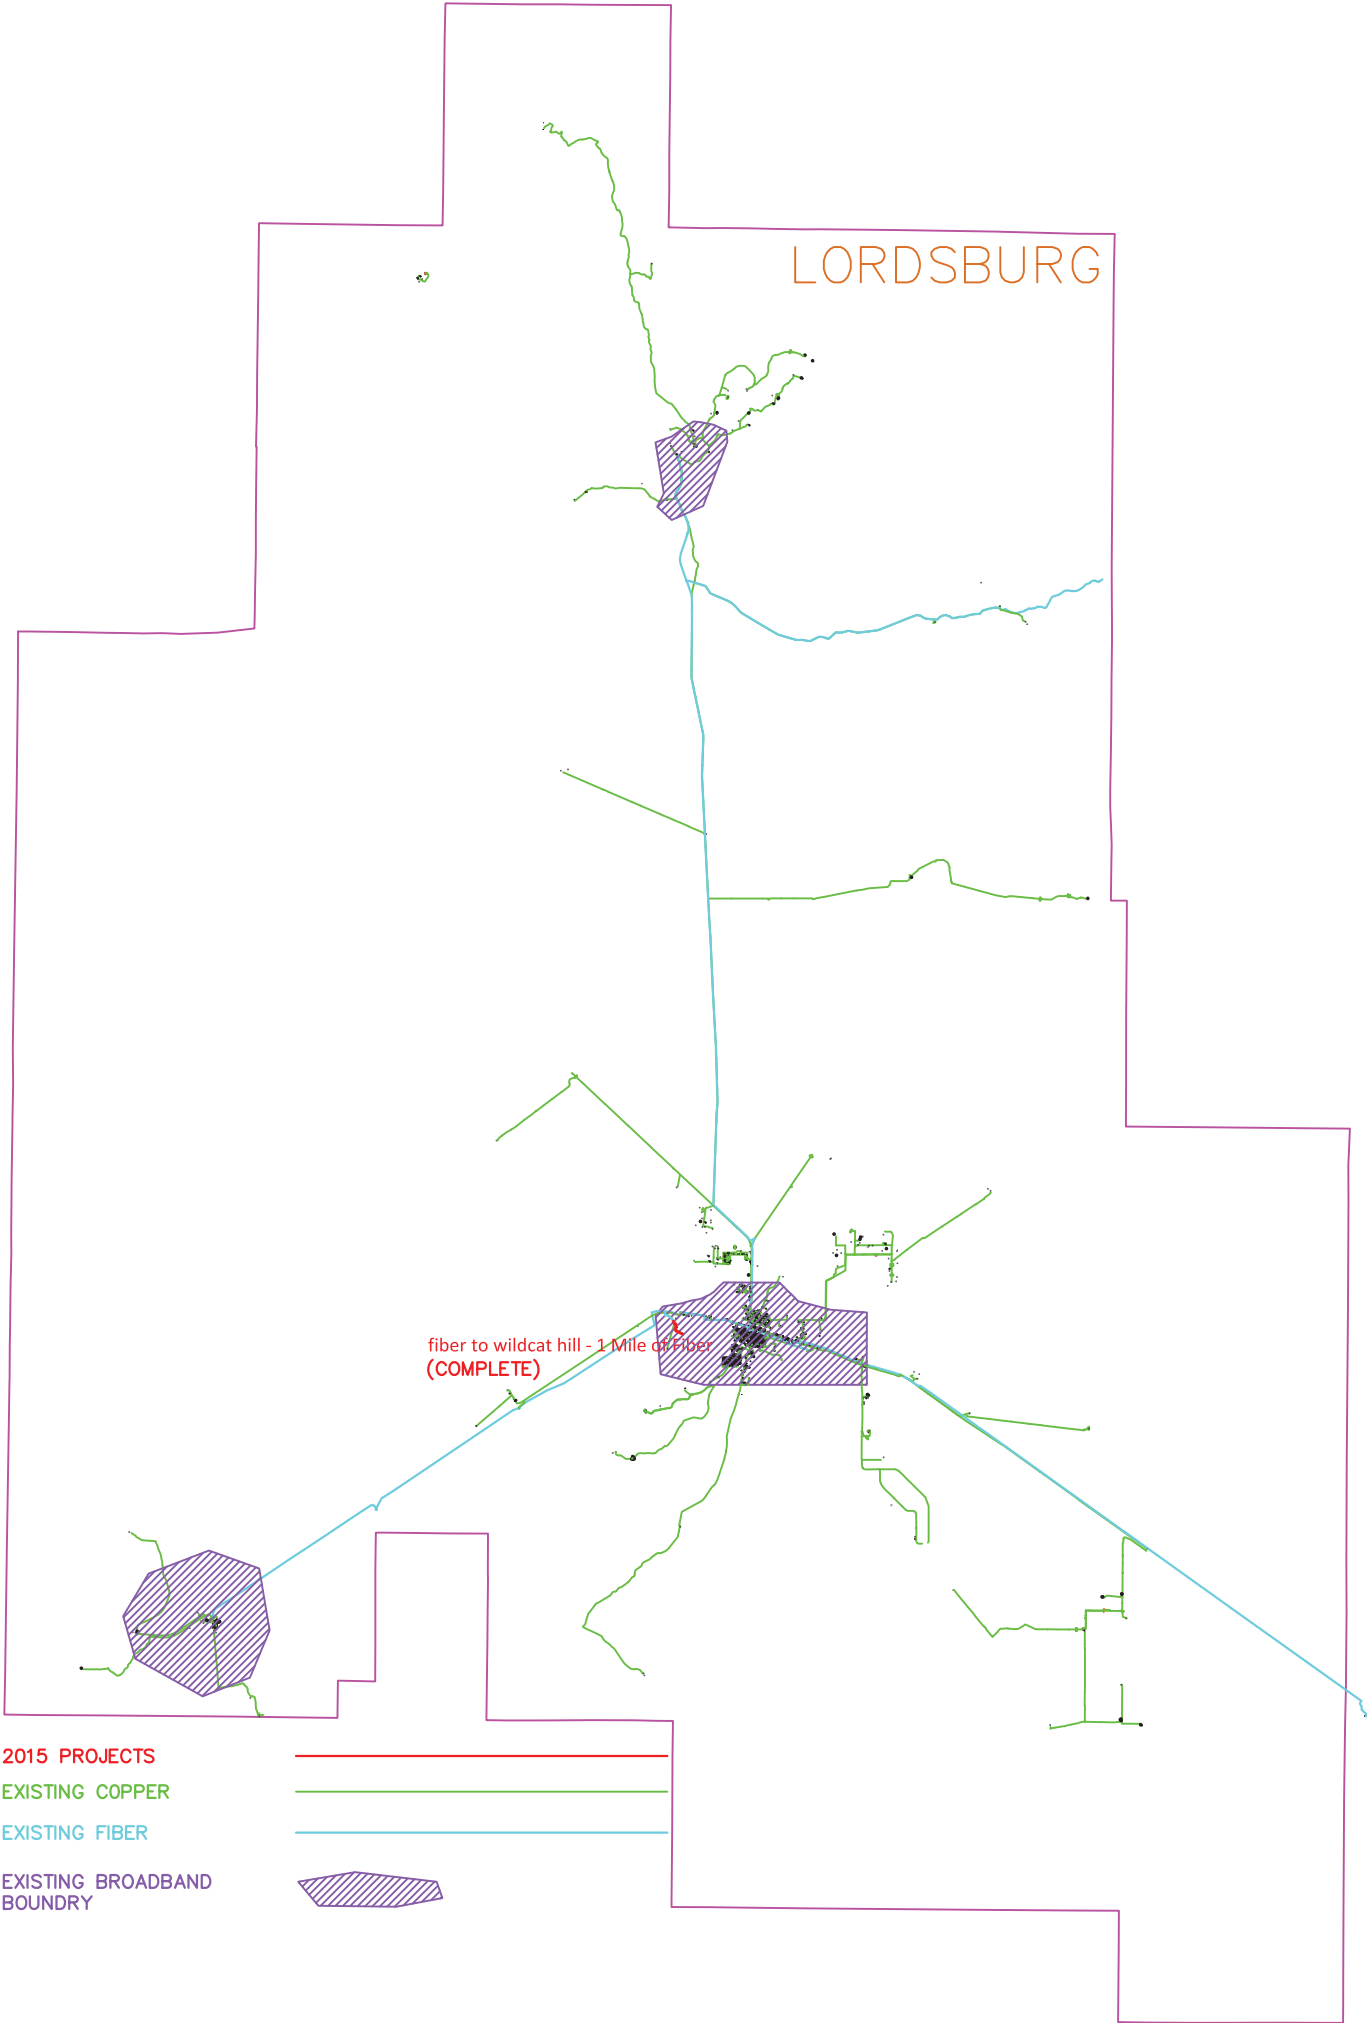 LORDSBURG
fiber to wildcat hill - 1 Mile of Fiber
(COMPLETE)
2015 PROJECTS
EXISTING COPPER
EXISTING FIBER
EXISTING BROADBAND
BOUNDRY